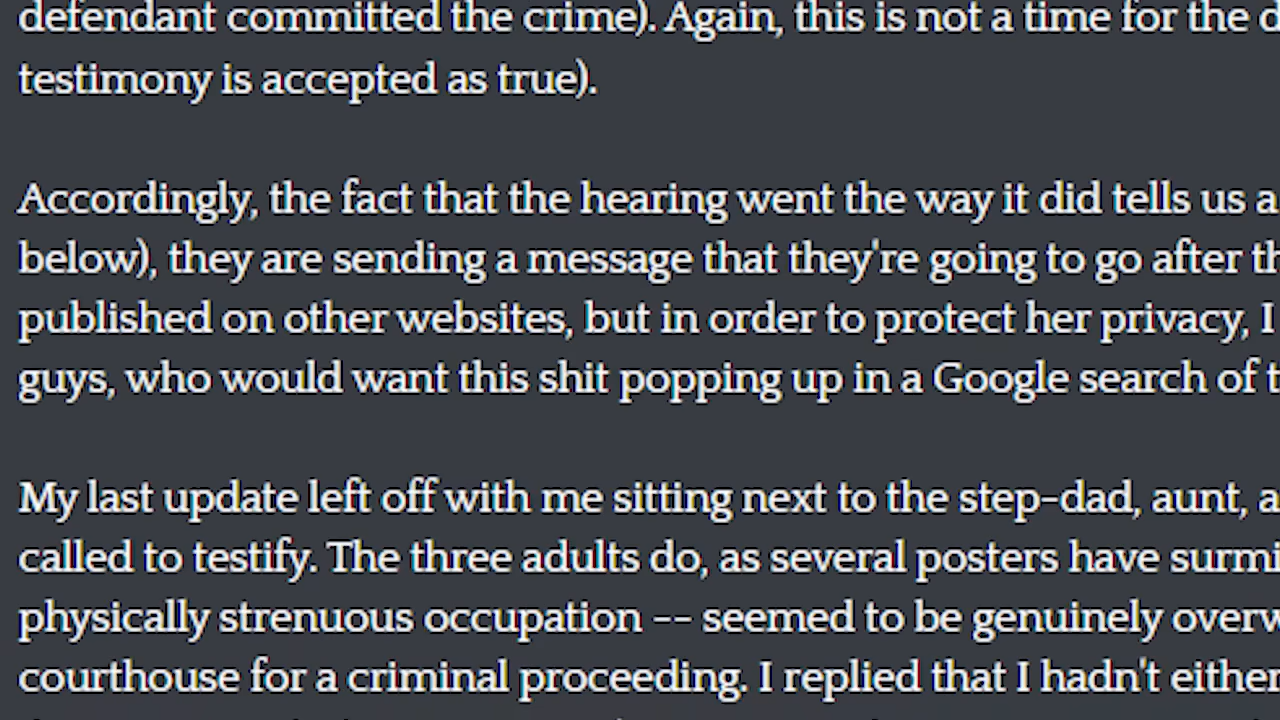 defendant committed the crime). Again, this is not a time for the
testimony is accepted as true).
Accordingly, the fact that the hearing went the way it did tells us a
below), they are sending a message that they're going to go after
published on other websites, but in order to protect her privacy, I
guys, who would want this shit popping up in a Google search of
My last update left off with me sitting next to the step-dad, aunt,
called to testify. The three adults do, as several posters have
physically strenuous occupation -- seemed to be genuinely
courthouse for a criminal proceeding. I replied that I hadn't either